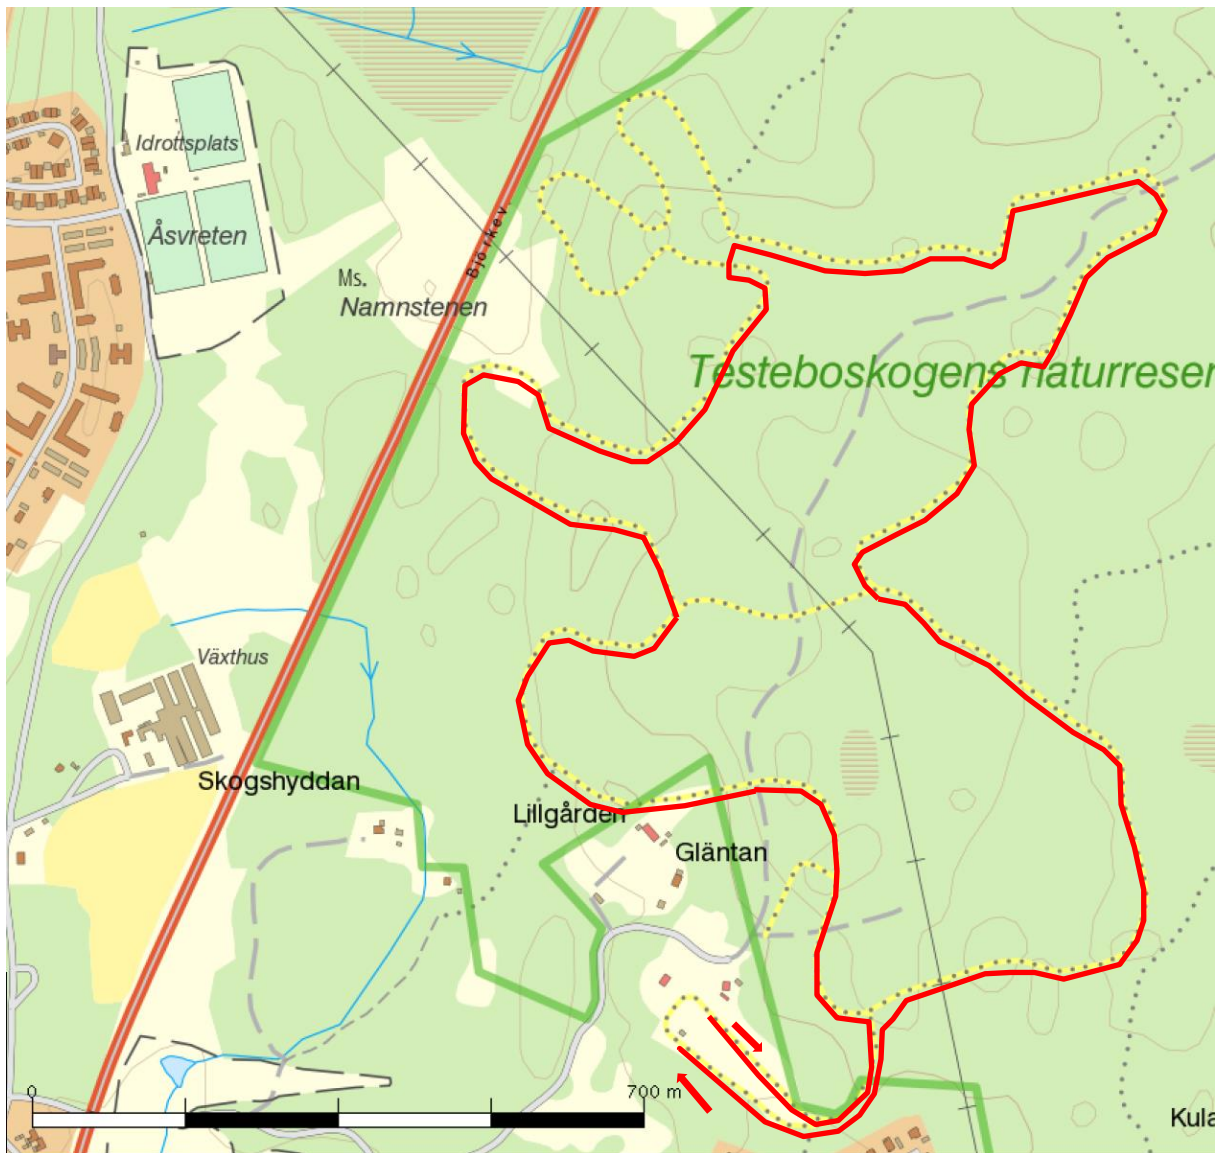 Idrottsplats
Åsvreten
Björkev.
Ms.
Namnstenen
Testeboskogens naturreser
Växthus
Skogshyddan
Lillgården
Gläntan
0
700 m
Kula